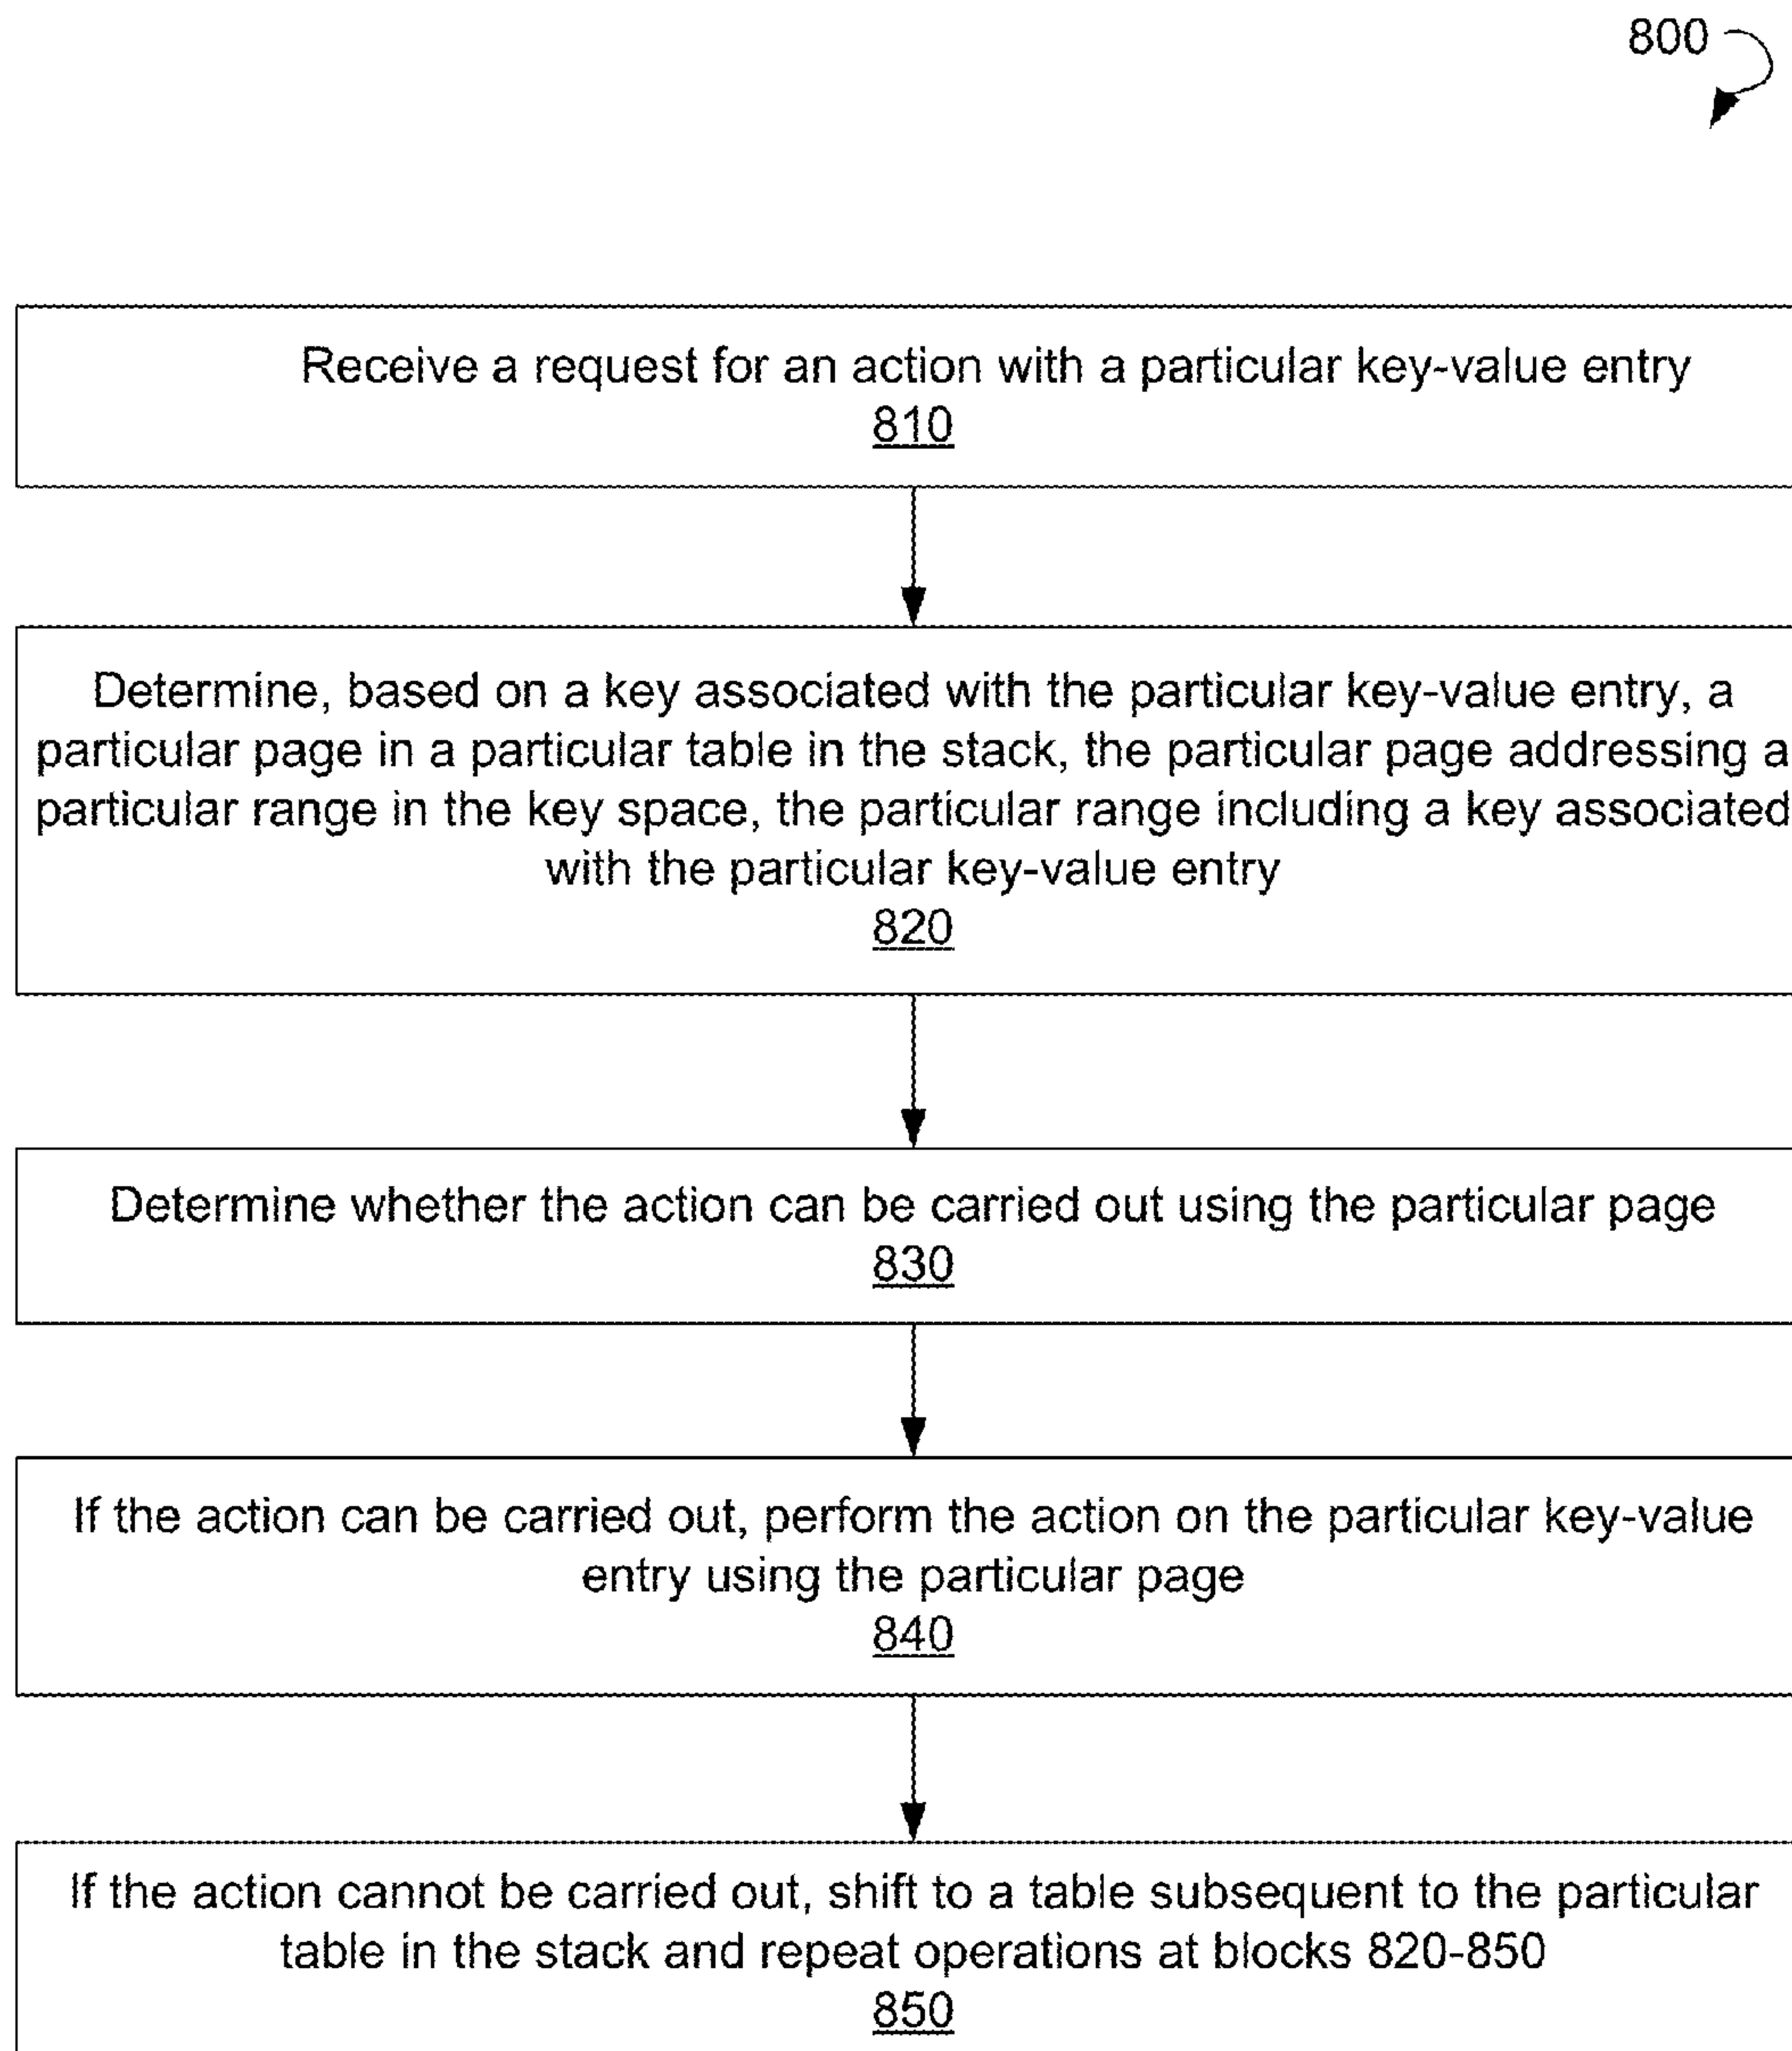 800
Receive a request for an action with a particular key-value entry
810
Determine, based on a key associated with the particular key-value entry, a
particular page in a particular table in the stack, the particular page addressing a
particular range in the key space, the particular range including a key associated
with the particular key-value entry
820
Determine whether the action can be carried out using the particular page
830
If the action can be carried out, perform the action on the particular key-value
entry using the particular page
840
If the action cannot be carried out, shift to a table subsequent to the particular
table in the stack and repeat operations at blocks 820-850
850